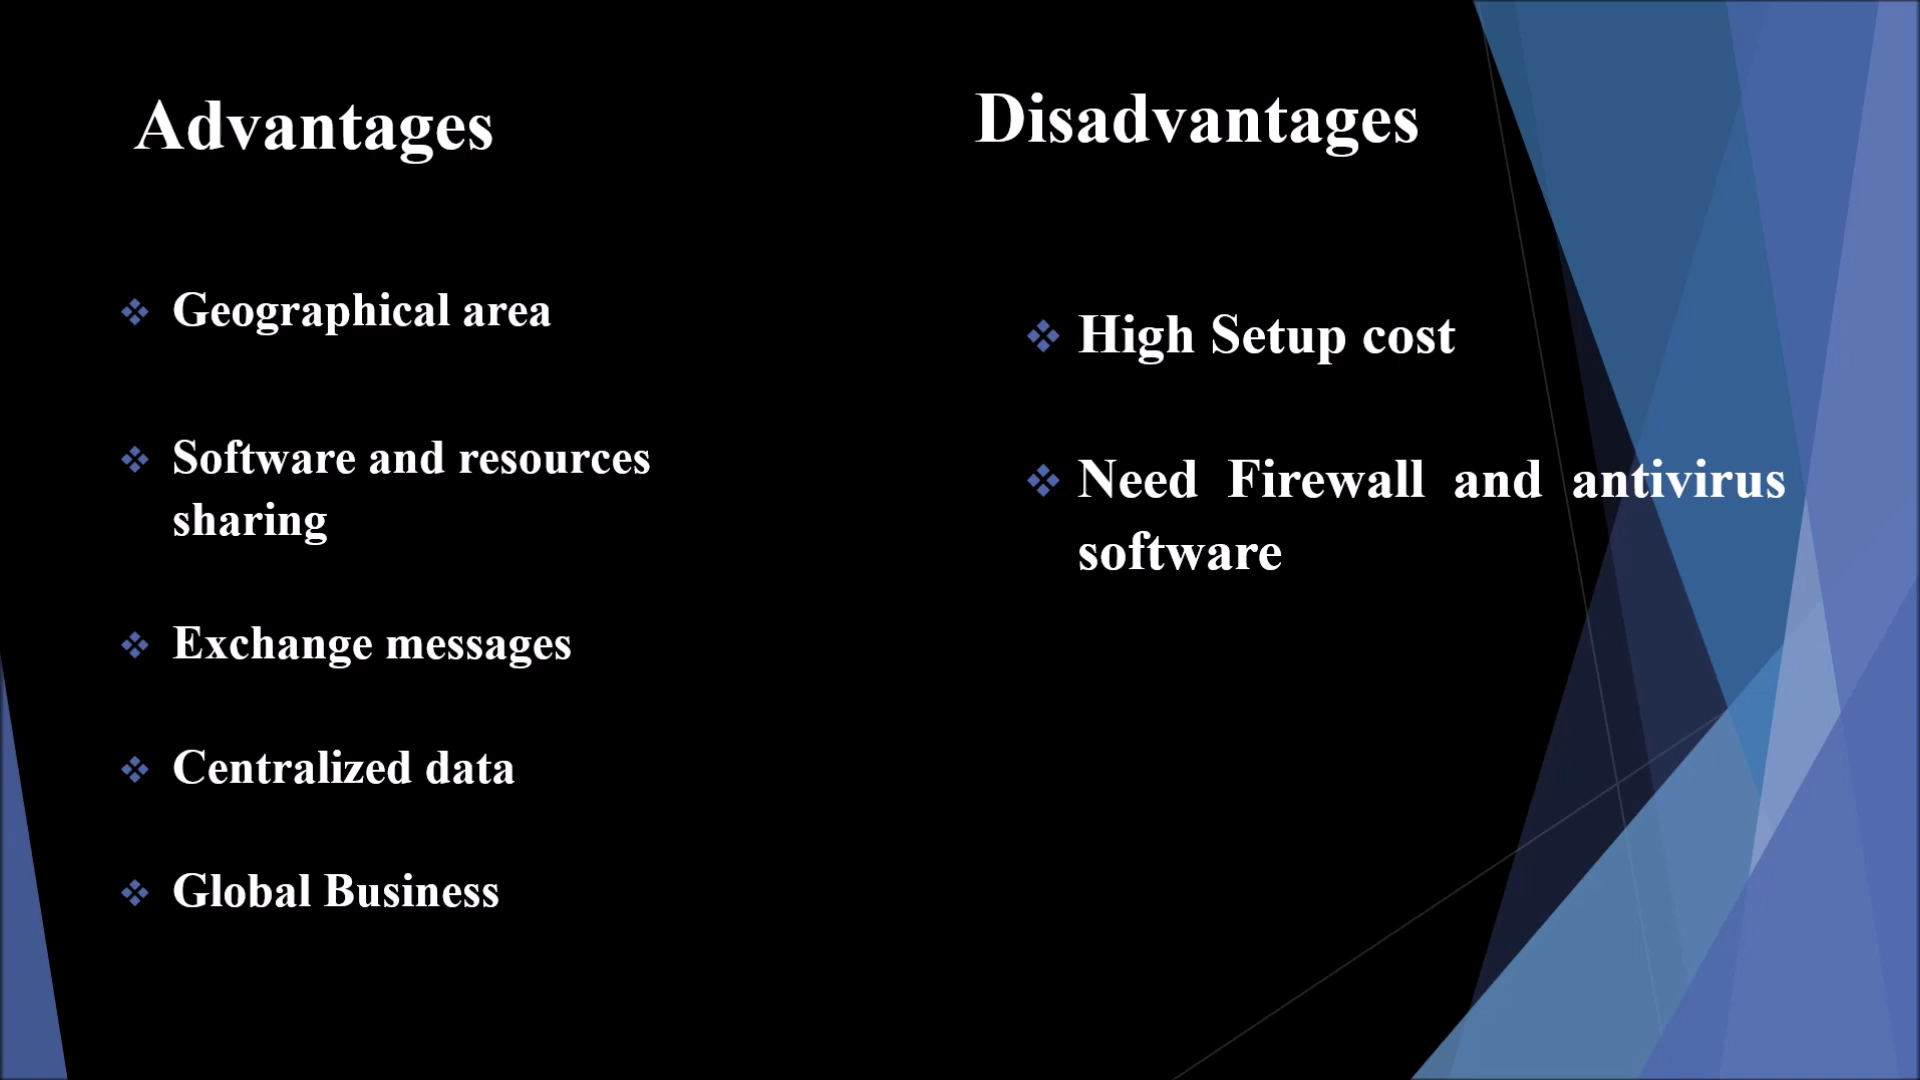 Advantages
Geographical area
Software and resources
sharing
Exchange messages
Centralized data
Global Business
Disadvantages
High Setup cost
Need Firewall and antivirus
software